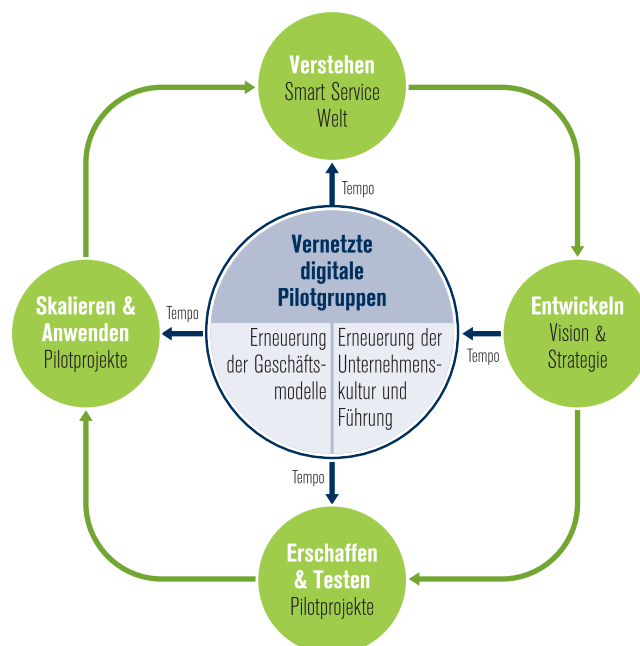 Verstehen
Smart Service
Welt
Tempo
Vernetzte
digitale
Pilotgruppen
Erneuerung
der Geschäfts-
modelle
Erneuerung der
Unternehmens-
kultur und
Führung
Skalieren &
Anwenden
Pilotprojekte
Tempo
Entwickeln
Vision &
Strategie
Tempo
Tempo
Erschaffen
& Testen
Pilotprojekte